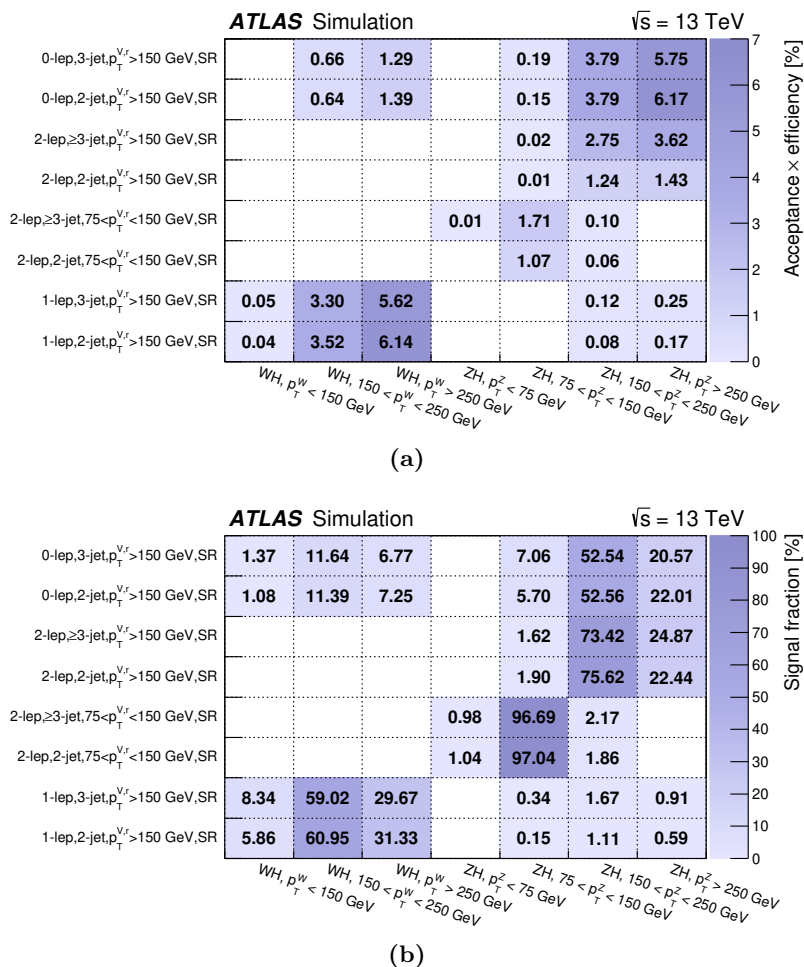 ATLAS Simulation √s = 13 TeV
0-lep,3-jet,p_T^{V,r}>150 GeV,SR 0.66 1.29 0.19 3.79 5.75
0-lep,2-jet,p_T^{V,r}>150 GeV,SR 0.64 1.39 0.15 3.79 6.17
2-lep,≥3-jet,p_T^{V,r}>150 GeV,SR 0.02 2.75 3.62
2-lep,2-jet,p_T^{V,r}>150 GeV,SR 0.01 1.24 1.43
2-lep,≥3-jet,75<p_T^{V,r}<150 GeV,SR 0.01 1.71 0.10
2-lep,2-jet,75<p_T^{V,r}<150 GeV,SR 1.07 0.06
1-lep,3-jet,p_T^{V,r}>150 GeV,SR 0.05 3.30 5.62 0.12 0.25
1-lep,2-jet,p_T^{V,r}>150 GeV,SR 0.04 3.52 6.14 0.08 0.17
WH, p_T^W < 150 GeV
WH, 150 < p_T^W < 250 GeV
WH, p_T^W > 250 GeV
ZH, p_T^Z < 75 GeV
ZH, 75 < p_T^Z < 150 GeV
ZH, 150 < p_T^Z < 250 GeV
ZH, p_T^Z > 250 GeV
7
6
5
4
3
2
1
0
Acceptance × efficiency [%]
(a)
ATLAS Simulation √s = 13 TeV
0-lep,3-jet,p_T^{V,r}>150 GeV,SR 1.37 11.64 6.77 7.06 52.54 20.57
0-lep,2-jet,p_T^{V,r}>150 GeV,SR 1.08 11.39 7.25 5.70 52.56 22.01
2-lep,≥3-jet,p_T^{V,r}>150 GeV,SR 1.62 73.42 24.87
2-lep,2-jet,p_T^{V,r}>150 GeV,SR 1.90 75.62 22.44
2-lep,≥3-jet,75<p_T^{V,r}<150 GeV,SR 0.98 96.69 2.17
2-lep,2-jet,75<p_T^{V,r}<150 GeV,SR 1.04 97.04 1.86
1-lep,3-jet,p_T^{V,r}>150 GeV,SR 8.34 59.02 29.67 0.34 1.67 0.91
1-lep,2-jet,p_T^{V,r}>150 GeV,SR 5.86 60.95 31.33 0.15 1.11 0.59
WH, p_T^W < 150 GeV
WH, 150 < p_T^W < 250 GeV
WH, p_T^W > 250 GeV
ZH, p_T^Z < 75 GeV
ZH, 75 < p_T^Z < 150 GeV
ZH, 150 < p_T^Z < 250 GeV
ZH, p_T^Z > 250 GeV
100
90
80
70
60
50
40
30
20
10
0
Signal fraction [%]
(b)